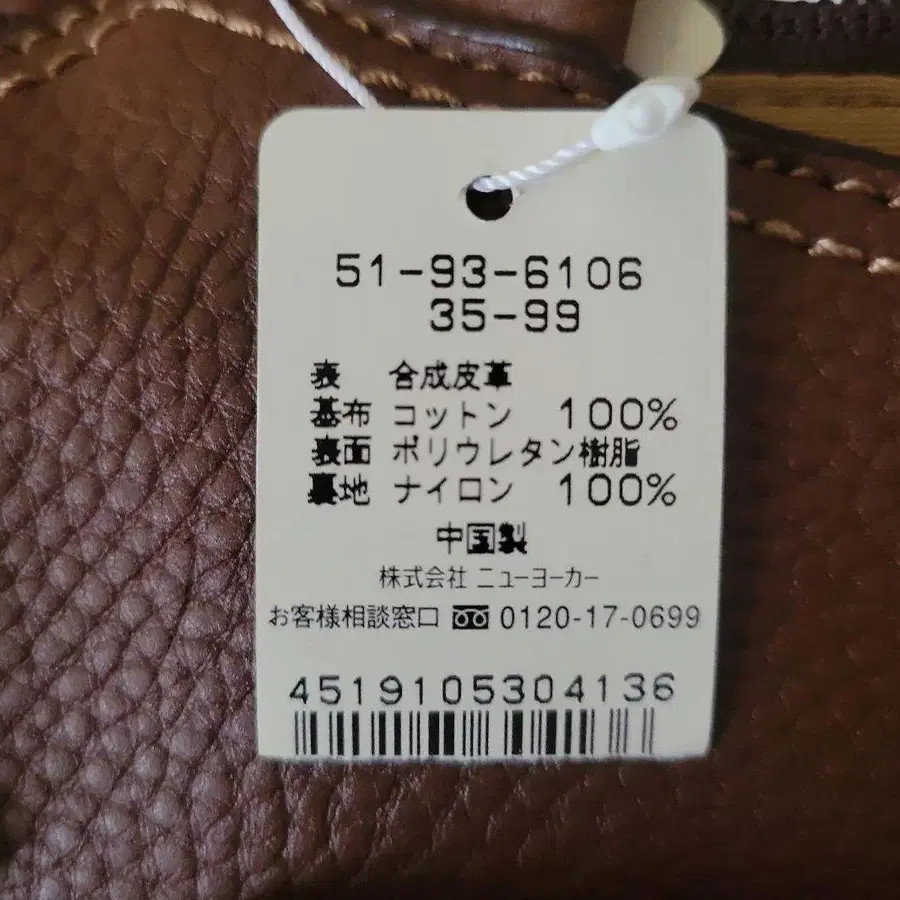 51-93-6106
35-99
表 合成皮革
基布 コットン 100%
表面 ポリウレタン樹脂
裏地 ナイロン 100%
中国製
株式会社 ニューヨーカー
お客様相談窓口 0120-17-0699
4519105304136